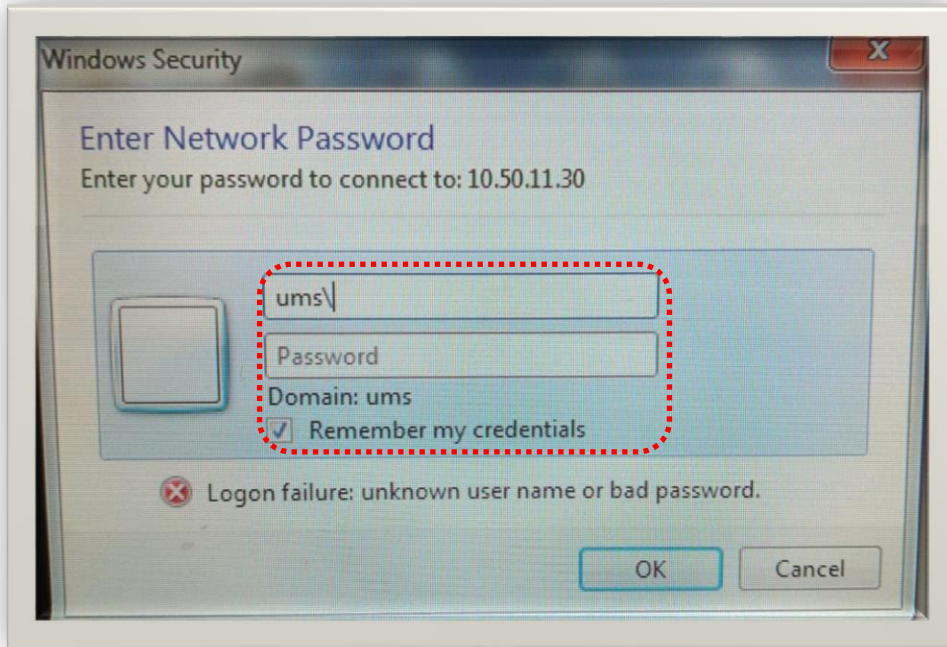 Windows Security
X
Enter Network Password
Enter your password to connect to: 10.50.11.30
ums\
Password
Domain: ums
Remember my credentials
Logon failure: unknown user name or bad password.
OK
Cancel